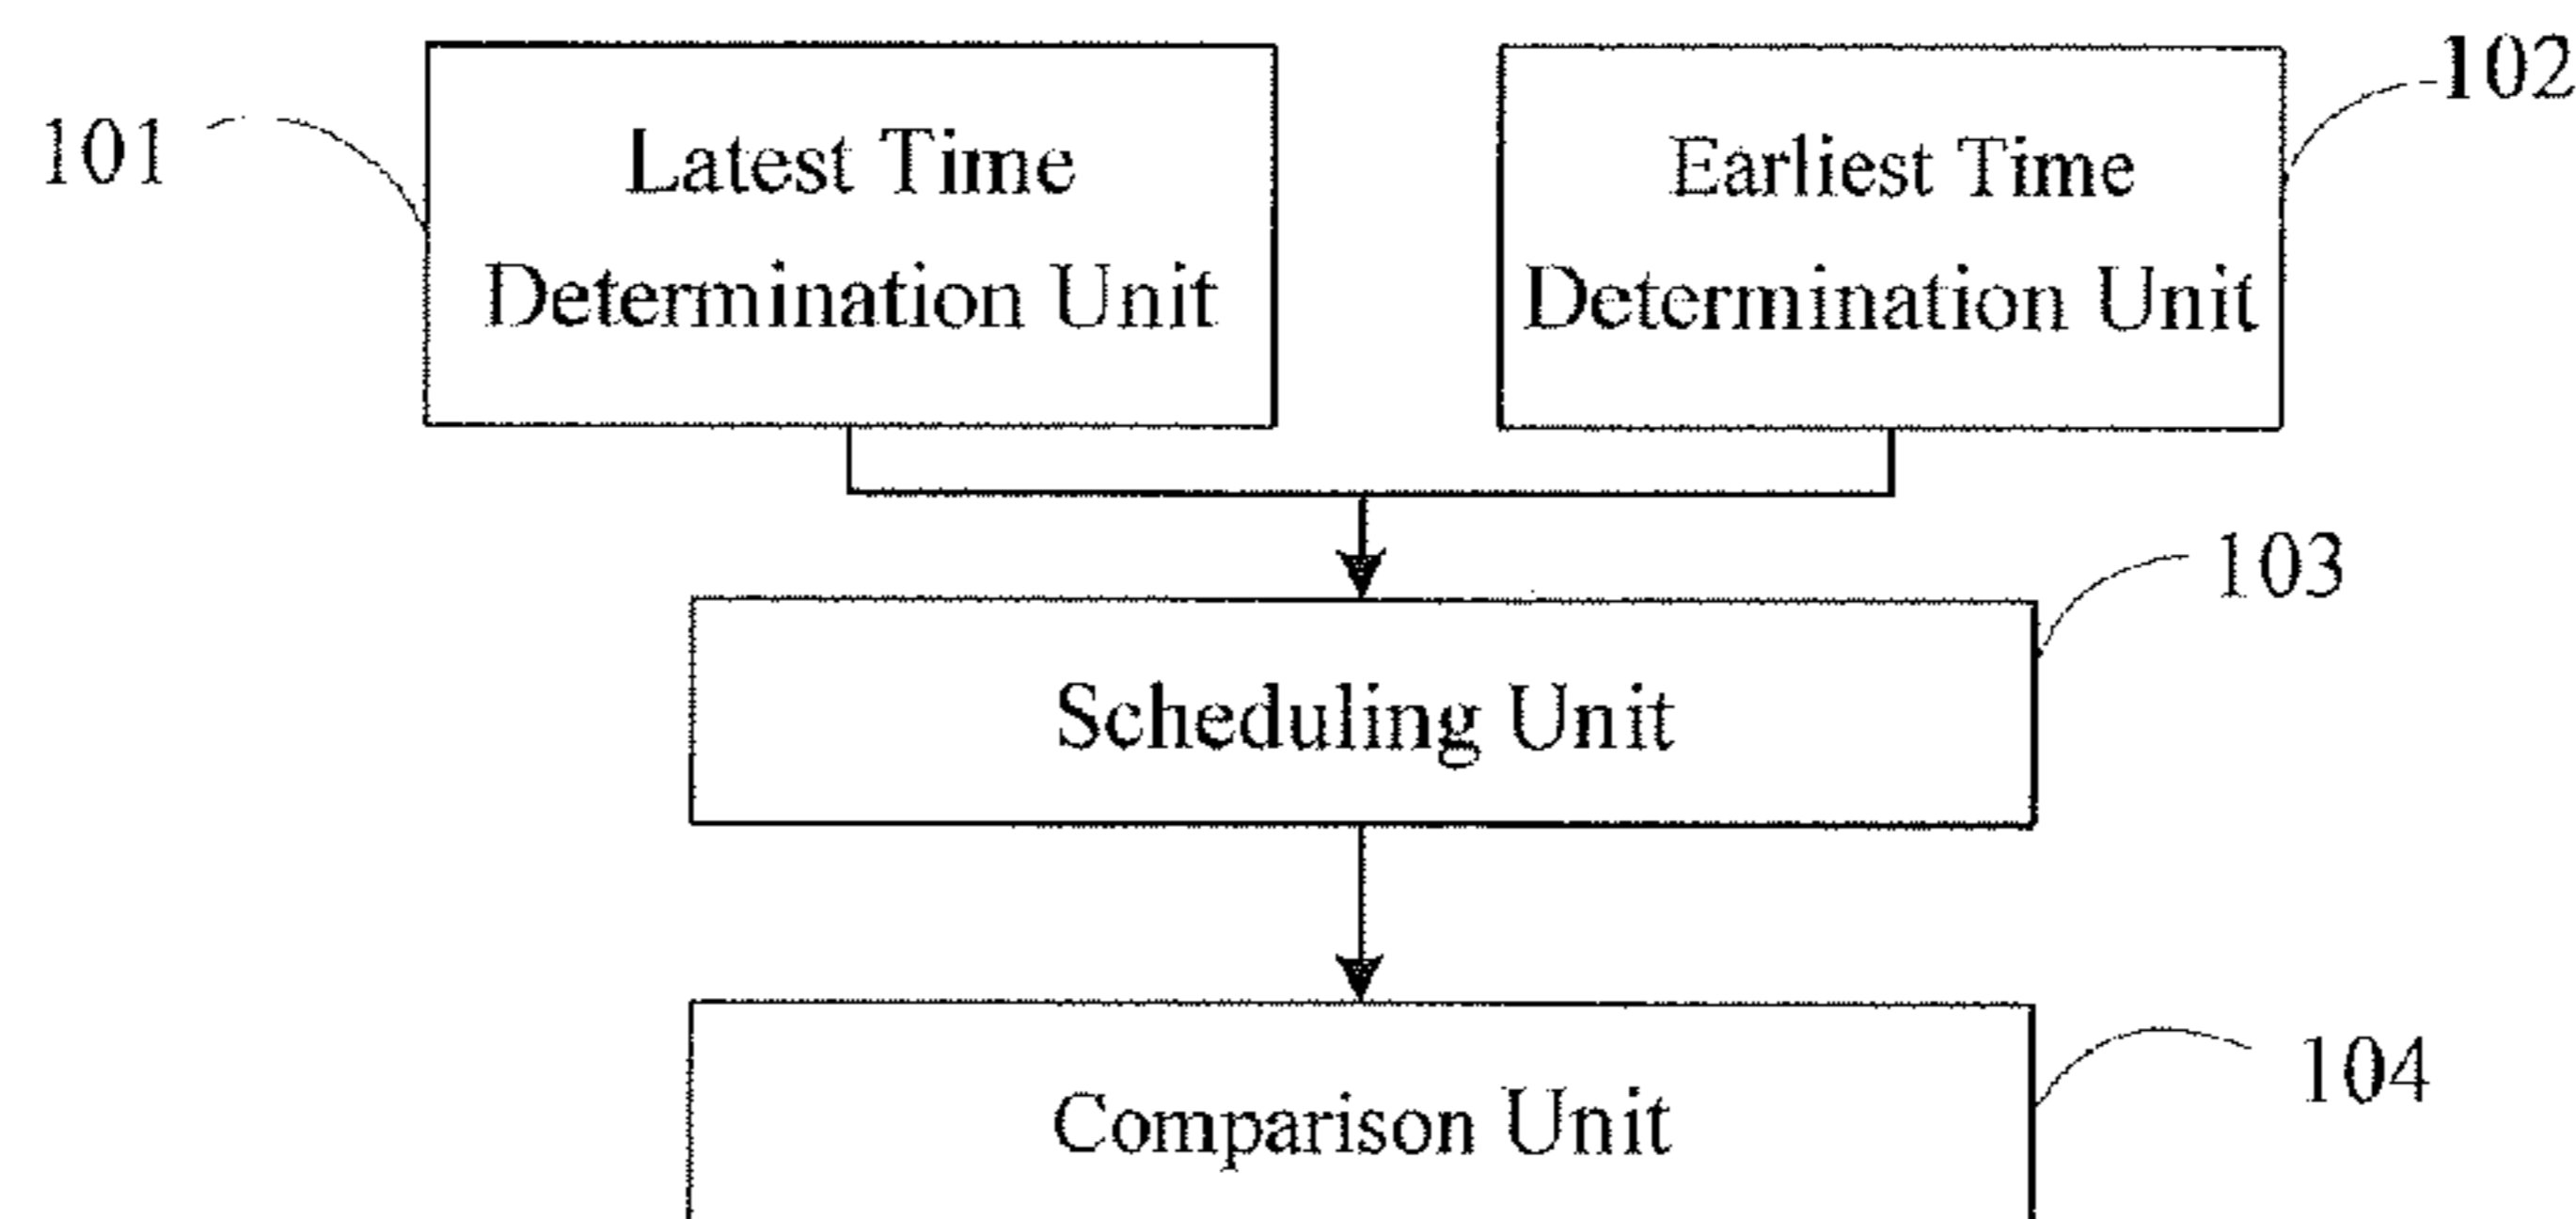 101
Latest Time
Determination Unit
Earliest Time
Determination Unit
102
Scheduling Unit
103
Comparison Unit
104